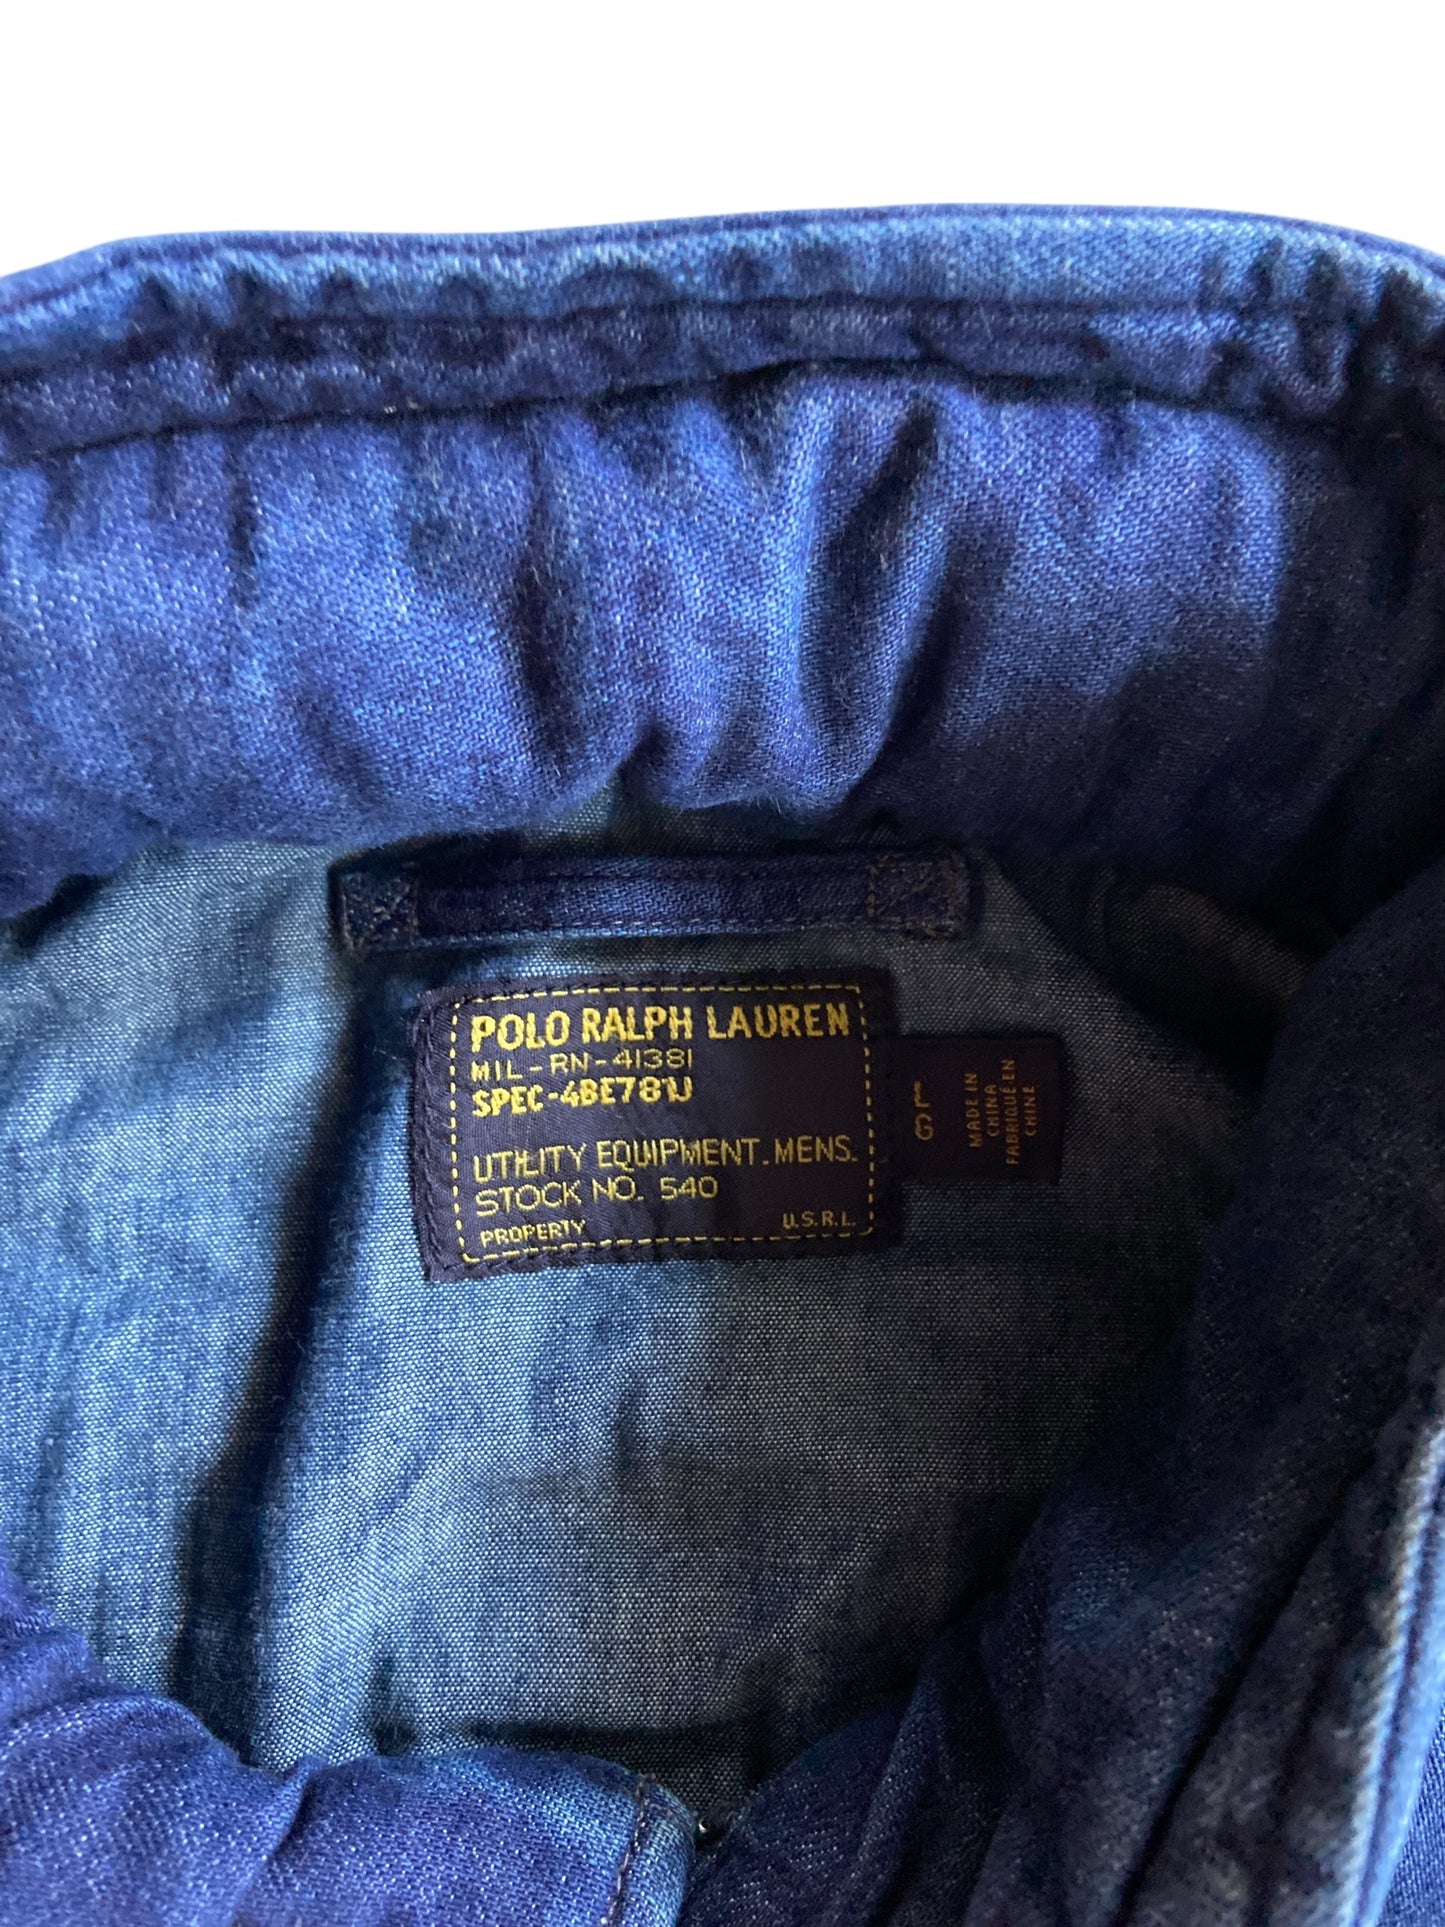 POLO RALPH LAUREN
MIL-RN-41381
SPEC-4BE781J
UTILITY EQUIPMENT. MENS.
STOCK NO. 540
PROPERTY U.S.R.L.
L
G
MADE IN
CHINA
FABRIQUÉ EN
CHINE